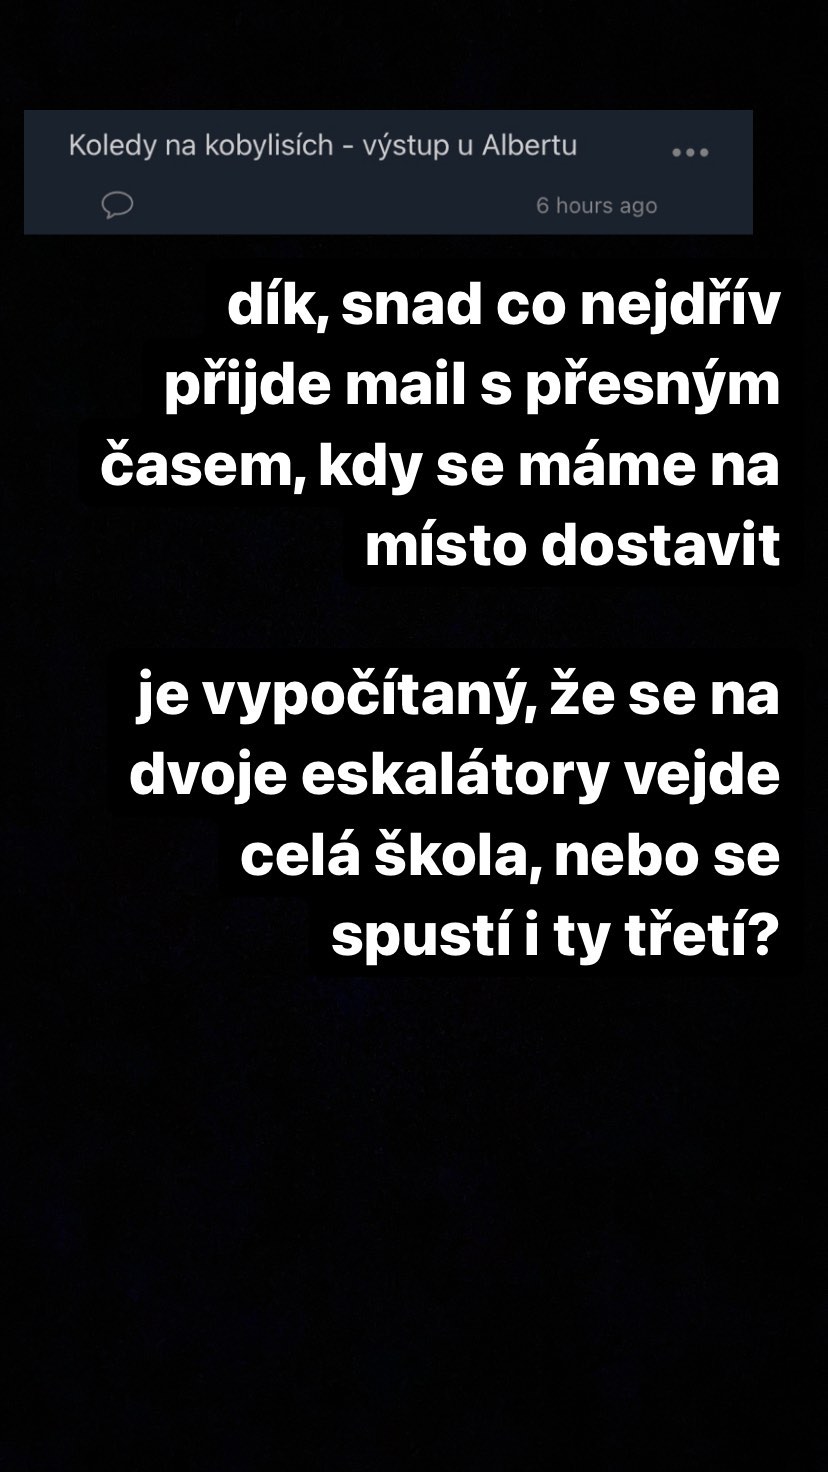 Koledy na kobylisích - výstup u Albertu
6 hours ago
dík, snad co nejdřív
přijde mail s přesným
časem, kdy se máme na
místo dostavit
je vypočítaný, že se na
dvoje eskalátory vejde
celá škola, nebo se
spustí i ty třetí?